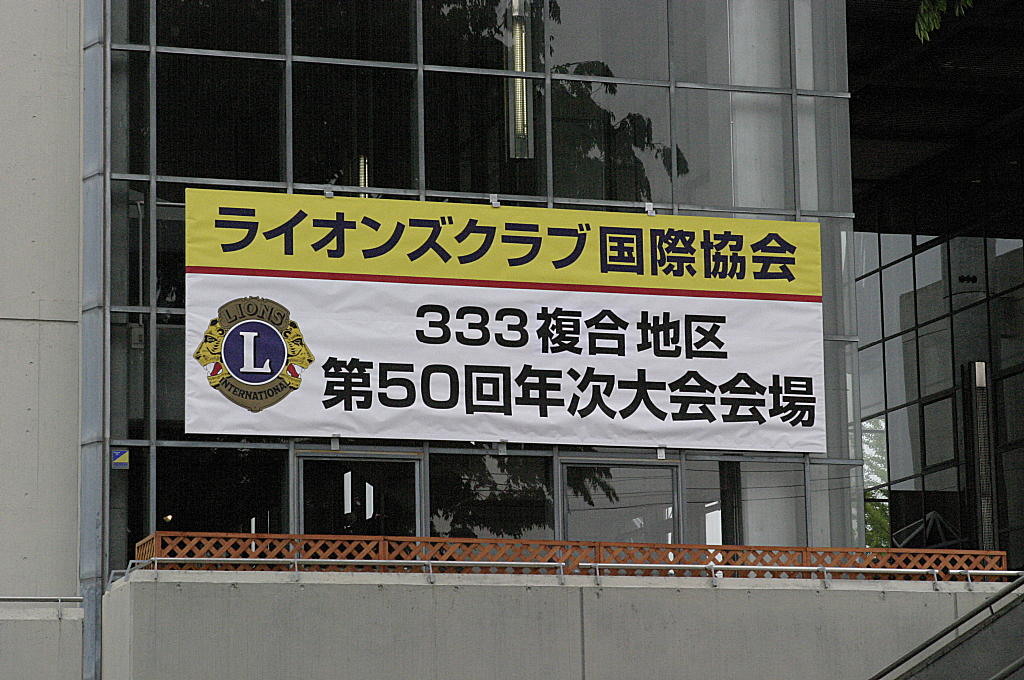 ライオンズクラブ国際協会
333複合地区
第50回年次大会会場
LIONS
L
INTERNATIONAL